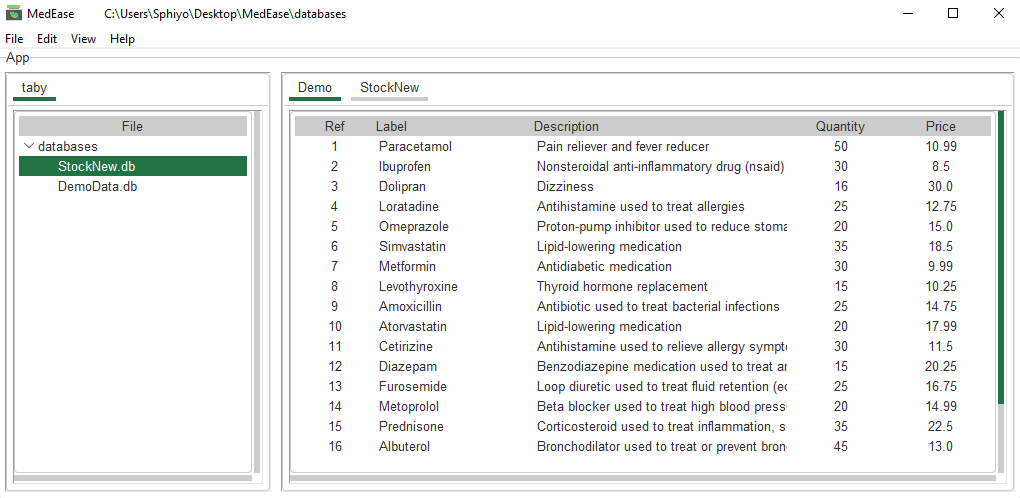 MedEase C:\Users\Sphiyo\Desktop\MedEase\databases
File Edit View Help
App
taby
File
databases
StockNew.db
DemoData.db
Demo StockNew
Ref Label Description Quantity Price
1 Paracetamol Pain reliever and fever reducer 50 10.99
2 Ibuprofen Nonsteroidal anti-inflammatory drug (nsaid) 30 8.5
3 Dolipran Dizziness 16 30.0
4 Loratadine Antihistamine used to treat allergies 25 12.75
5 Omeprazole Proton-pump inhibitor used to reduce stoma 20 15.0
6 Simvastatin Lipid-lowering medication 35 18.5
7 Metformin Antidiabetic medication 30 9.99
8 Levothyroxine Thyroid hormone replacement 15 10.25
9 Amoxicillin Antibiotic used to treat bacterial infections 25 14.75
10 Atorvastatin Lipid-lowering medication 20 17.99
11 Cetirizine Antihistamine used to relieve allergy sympt 30 11.5
12 Diazepam Benzodiazepine medication used to treat 15 20.25
13 Furosemide Loop diuretic used to treat fluid retention 25 16.75
14 Metoprolol Beta blocker used to treat high blood press 20 14.99
15 Prednisone Corticosteroid used to treat inflammation, s 35 22.5
16 Albuterol Bronchodilator used to treat or prevent bron 45 13.0